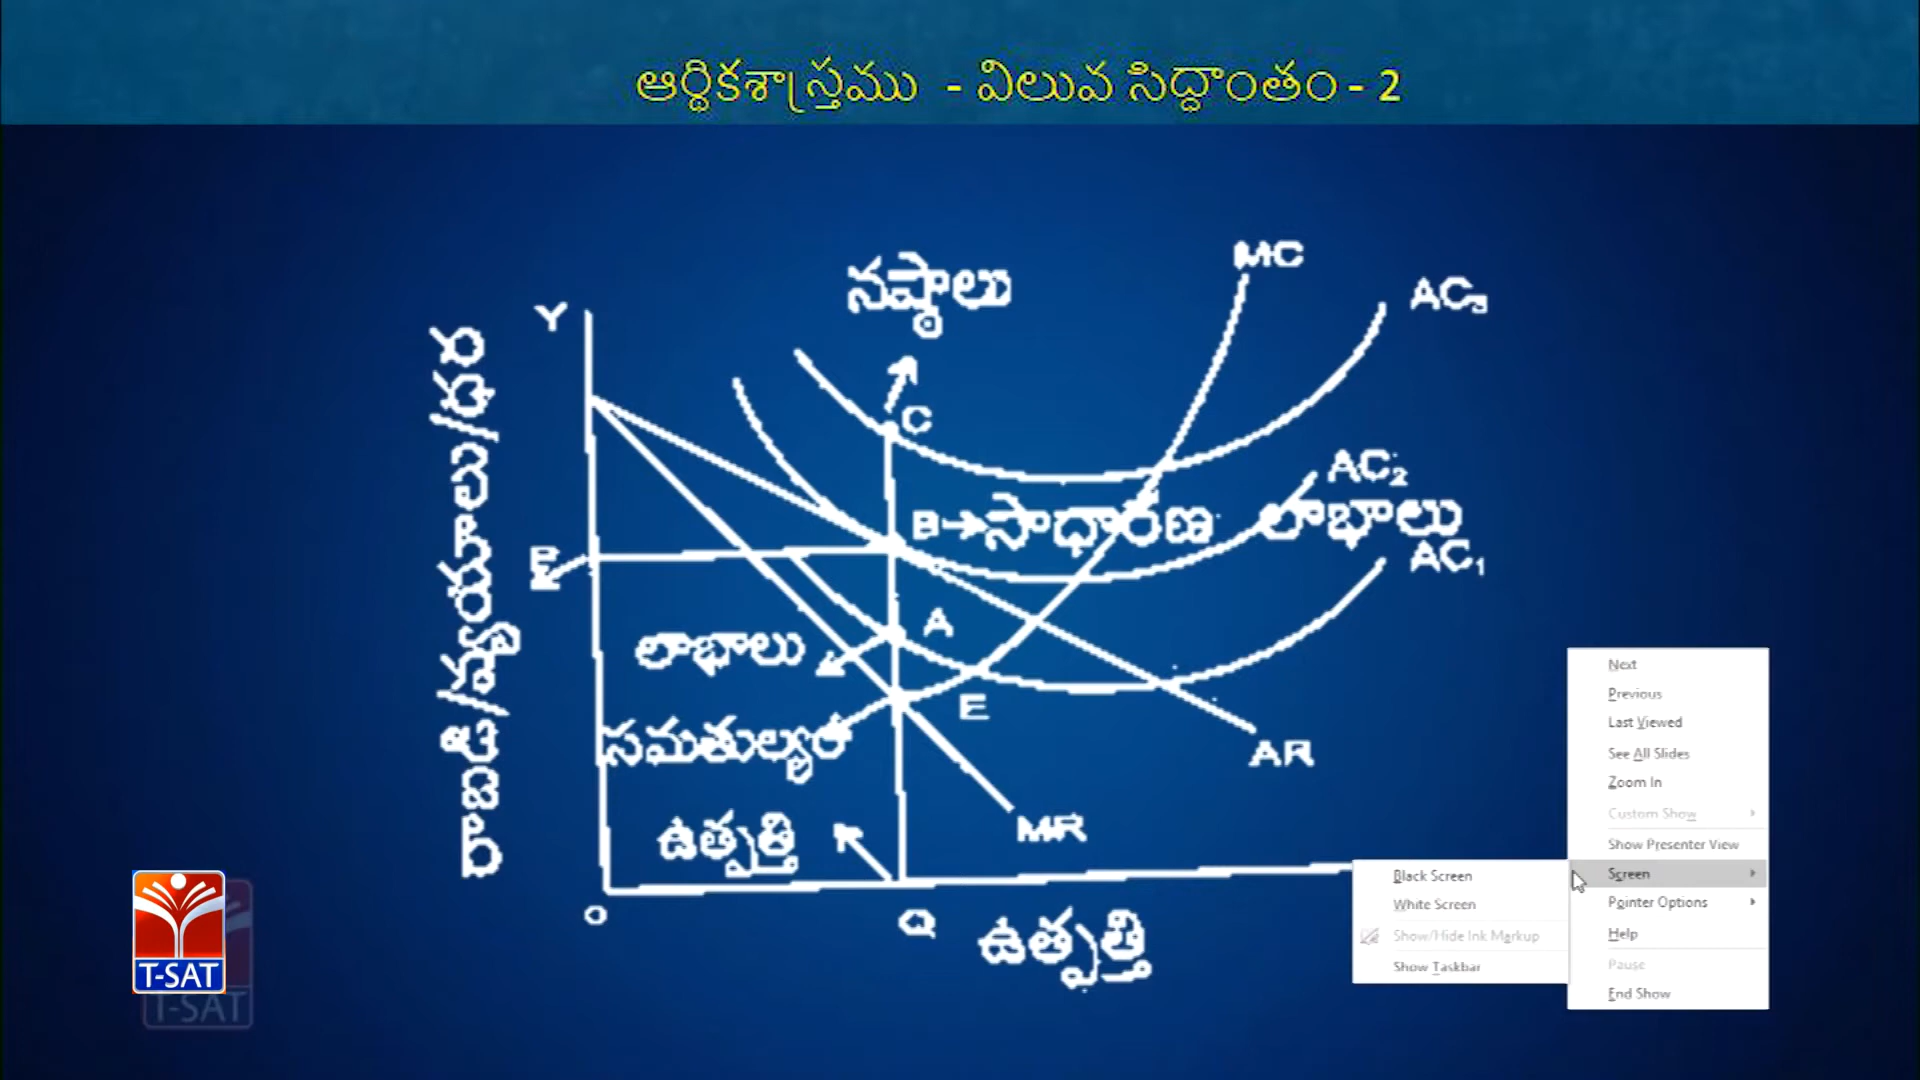 ఆర్థికశాస్త్రము - విలువ సిద్ధాంతం - 2
నష్టాలు
MC
AC3
Y
C
AC2
B
సాధారణ లాభాలు
AC1
రాబడి/వ్యయాలు/ధర
A
లాభాలు
E
సమతుల్యం
AR
ఉత్పత్తి
MR
O
Q
ఉత్పత్తి
T-SAT
T-SAT
Next
Previous
Last Viewed
See All Slides
Zoom In
Custom Show
Show Presenter View
Screen
Pointer Options
Help
Pause
End Show
Black Screen
White Screen
Show/Hide Ink Markup
Show Taskbar